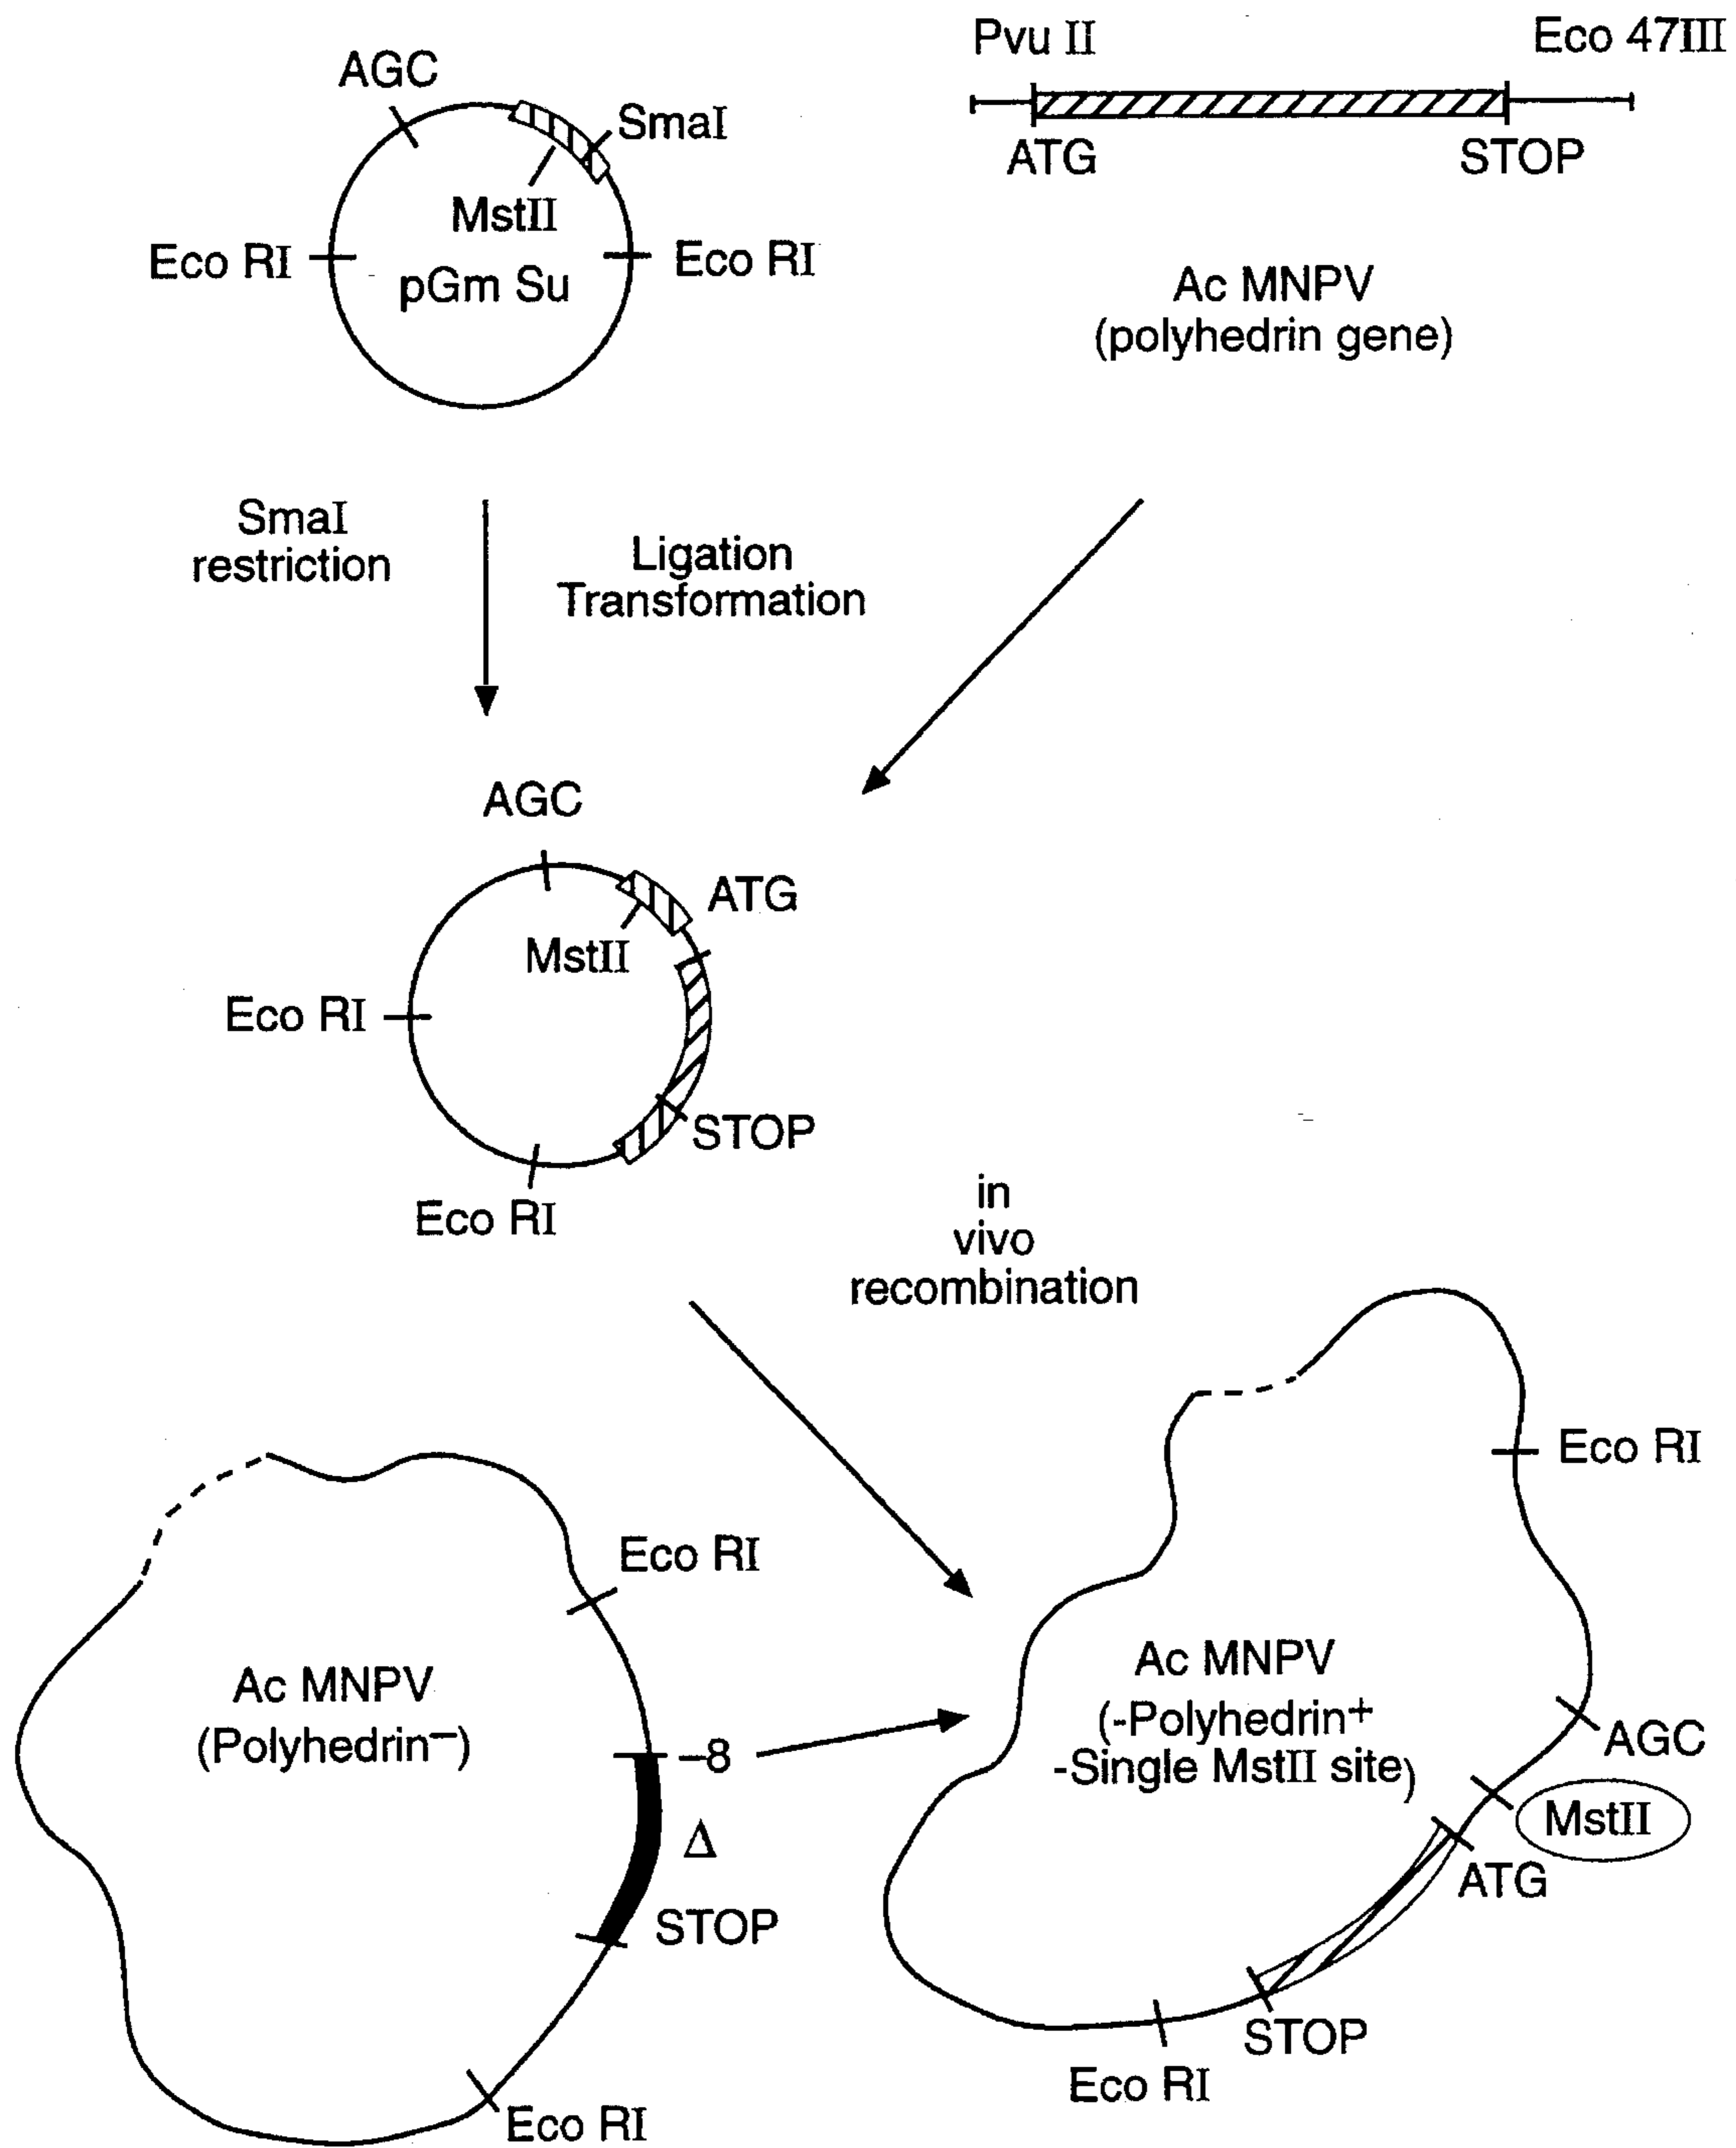 Pvu II
Eco 47III
AGC
SmaI
ATG
STOP
MstII
Eco RI
Eco RI
pGm Su
Ac MNPV
(polyhedrin gene)
SmaI
restriction
Ligation
Transformation
AGC
ATG
MstII
Eco RI
STOP
Eco RI
in
vivo
recombination
Eco RI
Eco RI
Ac MNPV
(Polyhedrin–)
–8
Δ
STOP
Eco RI
Ac MNPV
(-Polyhedrin+
-Single MstII site)
AGC
MstII
ATG
STOP
Eco RI